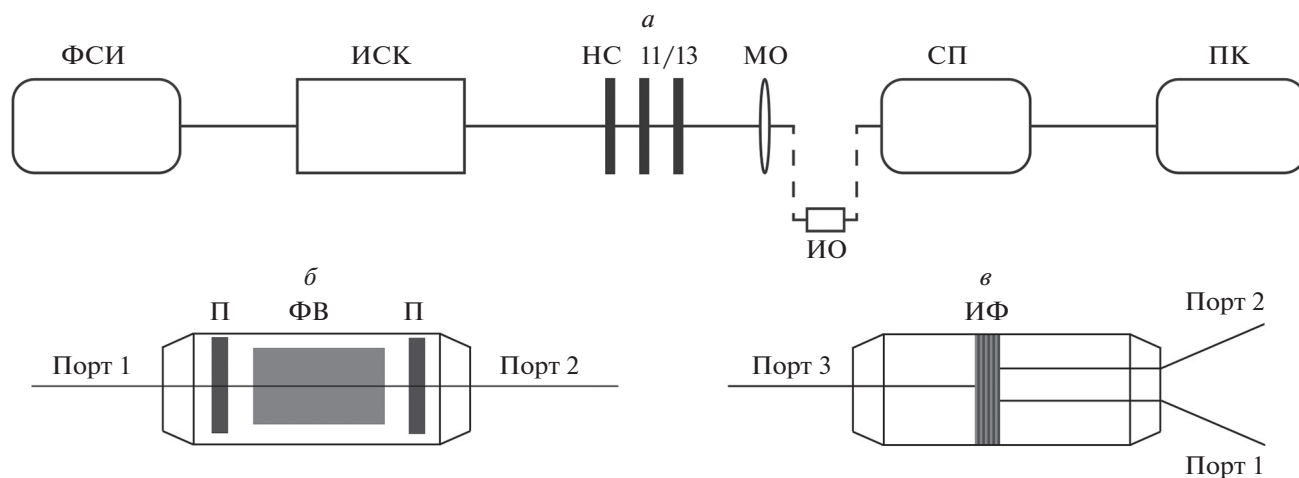 а
ФСИ ИСК НС 11/13 МО СП ПК
ИО
б
П ФВ П
Порт 1 Порт 2
в
ИФ Порт 2
Порт 3
Порт 1